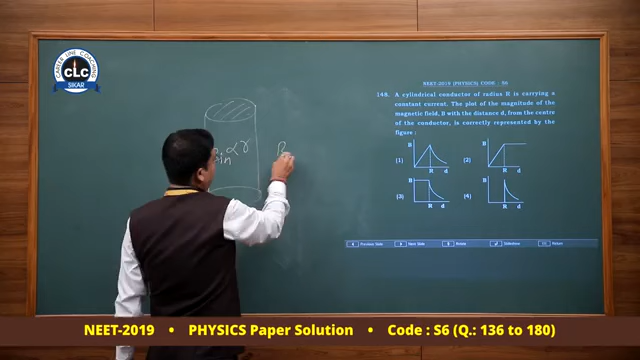 CAREER LINE COACHING
CLC
SIKAR
NEET-2019 (PHYSICS) CODE - S6
148. A cylindrical conductor of radius R is carrying a
constant current. The plot of the magnitude of the
magnetic field, B with the distance d, from the centre
of the conductor, is correctly represented by the
figure :
(1) B R d (2) B R d
(3) B R d (4) B R d
in α r
B
Previous Slide Next Slide Return
NEET-2019 • PHYSICS Paper Solution • Code : S6 (Q.: 136 to 180)